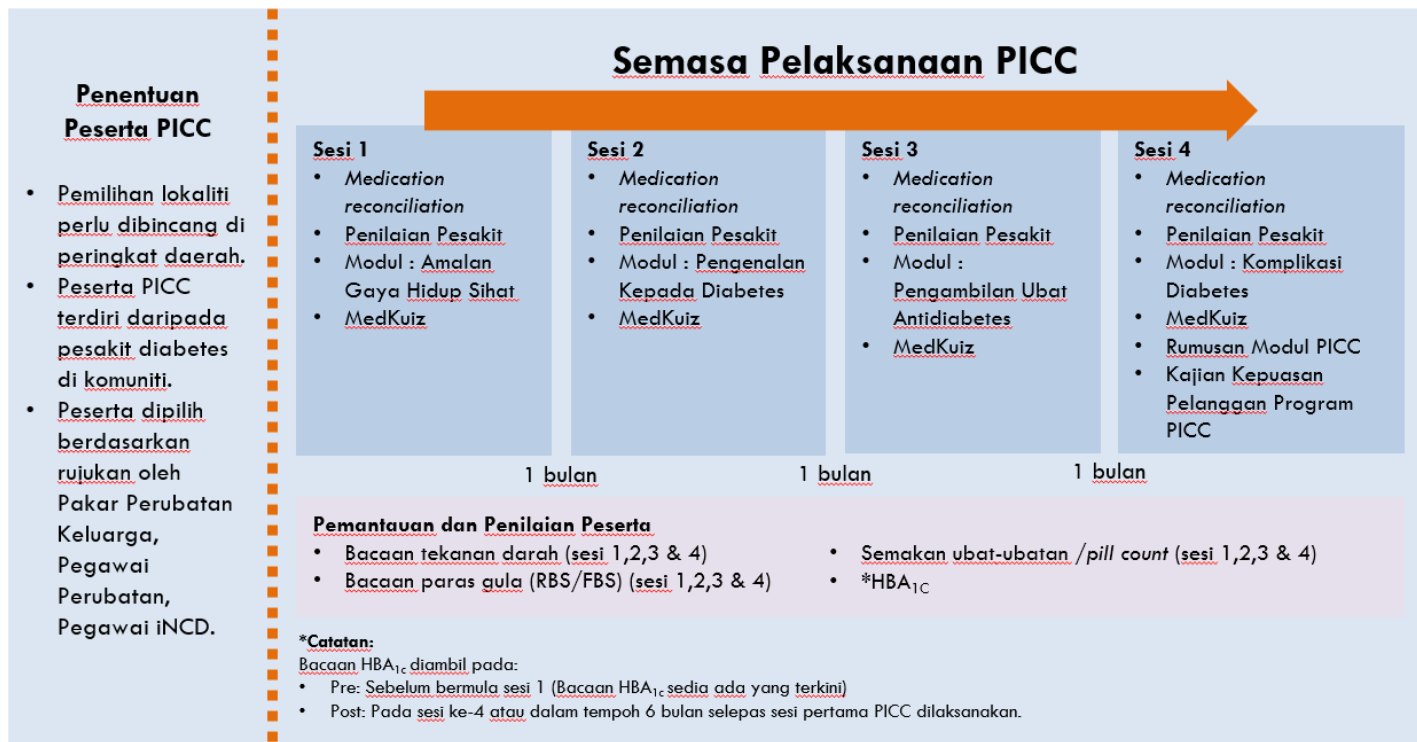 Penentuan
Peserta PICC
• Pemilihan lokaliti
perlu dibincang di
peringkat daerah.
• Peserta PICC
terdiri daripada
pesakit diabetes
di komuniti.
• Peserta dipilih
berdasarkan
rujukan oleh
Pakar Perubatan
Keluarga,
Pegawai
Perubatan,
Pegawai iNCD.
Semasa Pelaksanaan PICC
Sesi 1
• Medication
reconciliation
• Penilaian Pesakit
• Modul : Amalan
Gaya Hidup Sihat
• MedKuiz
Sesi 2
• Medication
reconciliation
• Penilaian Pesakit
• Modul : Pengenalan
Kepada Diabetes
• MedKuiz
Sesi 3
• Medication
reconciliation
• Penilaian Pesakit
• Modul :
Pengambilan Ubat
Antidiabetes
• MedKuiz
Sesi 4
• Medication
reconciliation
• Penilaian Pesakit
• Modul : Komplikasi
Diabetes
• MedKuiz
• Rumusan Modul PICC
• Kajian Kepuasan
Pelanggan Program
PICC
1 bulan
1 bulan
1 bulan
Pemantauan dan Penilaian Peserta
• Bacaan tekanan darah (sesi 1,2,3 & 4)
• Bacaan paras gula (RBS/FBS) (sesi 1,2,3 & 4)
• Semakan ubat-ubatan /pill count (sesi 1,2,3 & 4)
• *HBA1C
*Catatan:
Bacaan HBA1c diambil pada:
• Pre: Sebelum bermula sesi 1 (Bacaan HBA1c sedia ada yang terkini)
• Post: Pada sesi ke-4 atau dalam tempoh 6 bulan selepas sesi pertama PICC dilaksanakan.